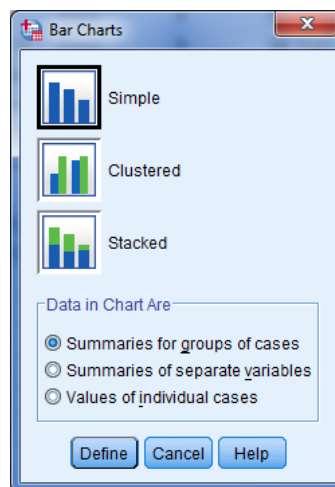 Bar Charts
Simple
Clustered
Stacked
Data in Chart Are
Summaries for groups of cases
Summaries of separate variables
Values of individual cases
Define Cancel Help